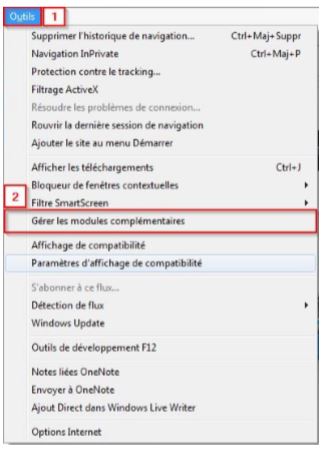 Outils 1
Supprimer l'historique de navigation... Ctrl+Maj+Suppr
Navigation InPrivate Ctrl+Maj+P
Protection contre le tracking...
Filtrage ActiveX
Résoudre les problèmes de connexion...
Rouvrir la dernière session de navigation
Ajouter le site au menu Démarrer
Afficher les téléchargements Ctrl+J
Bloqueur de fenêtres contextuelles
2 Filtre SmartScreen
Gérer les modules complémentaires
Affichage de compatibilité
Paramètres d'affichage de compatibilité
S'abonner à ce flux...
Détection de flux
Windows Update
Outils de développement F12
Notes liées OneNote
Envoyer à OneNote
Ajout Direct dans Windows Live Writer
Options Internet